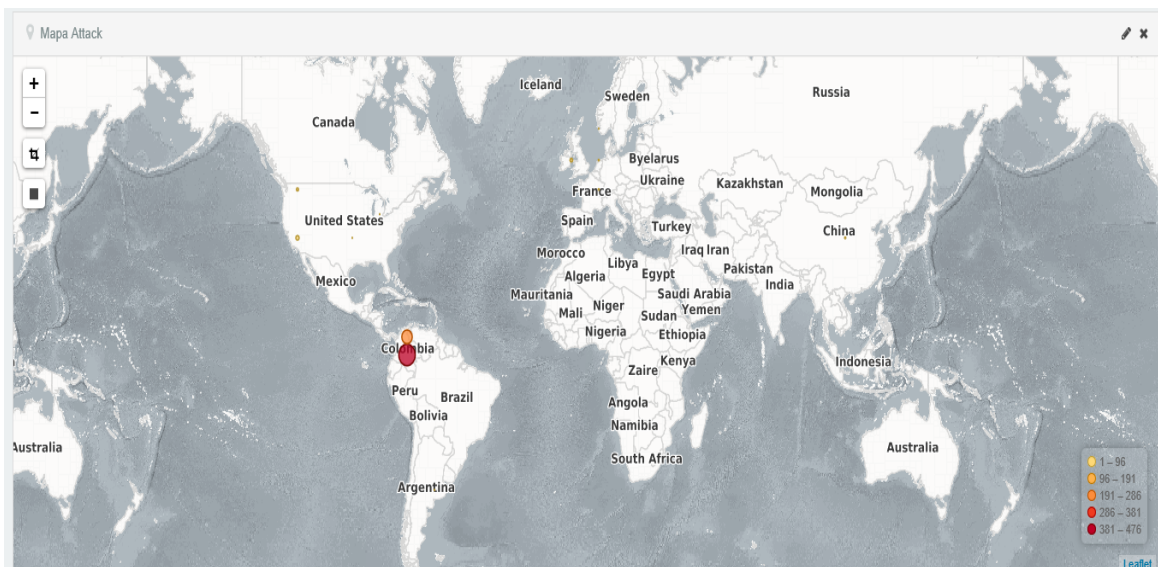 Mapa Attack
+
-
Iceland
Sweden
Russia
Canada
Byelarus
Ukraine
Kazakhstan
Mongolia
France
United States
Spain
Turkey
China
Morocco
Iraq Iran
Libya
Pakistan
Algeria
Egypt
Mexico
India
Mauritania
Saudi Arabia
Niger
Yemen
Mali
Sudan
Nigeria
Ethiopia
Colombia
Kenya
Indonesia
Zaire
Peru
Brazil
Angola
Bolivia
Namibia
Australia
Australia
South Africa
Argentina
1 – 96
96 – 191
191 – 286
286 – 381
381 – 476
Leaflet